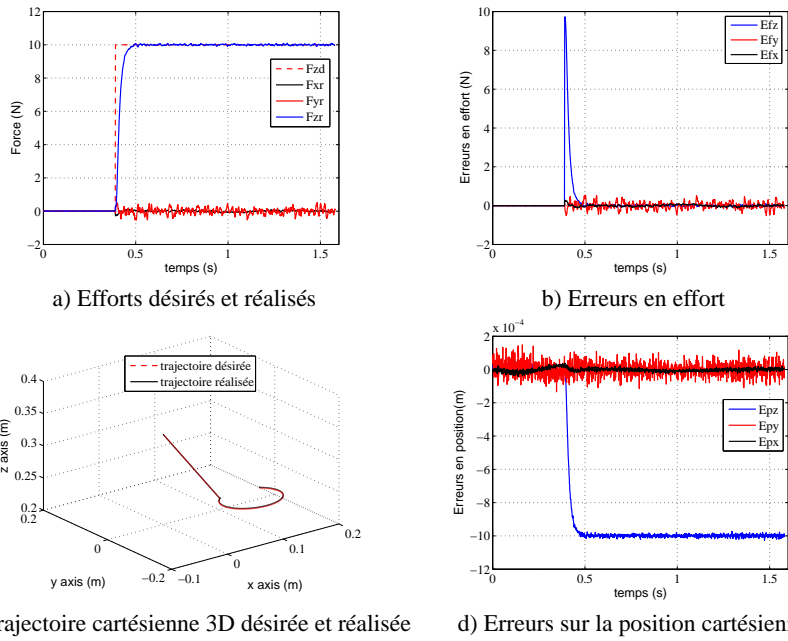 12
10
8
6
4
2
0
−2
Force (N)
Fzd
Fxr
Fyr
Fzr
0
0.5
1
1.5
temps (s)
a) Efforts désirés et réalisés
10
8
6
4
2
0
−2
Erreurs en effort (N)
Efz
Efy
Efx
0
0.5
1
1.5
temps (s)
b) Erreurs en effort
trajectoire désirée
trajectoire réalisée
0.4
0.35
0.3
0.25
0.2
z axis (m)
0.2
0
−0.2
y axis (m)
−0.1
0
0.1
0.2
x axis (m)
rajectoire cartésienne 3D désirée et réalisée
x 10−4
2
0
−2
−4
−6
−8
−10
−12
Erreurs en position(m)
Epz
Epy
Epx
0
0.5
1
1.5
temps (s)
d) Erreurs sur la position cartésien